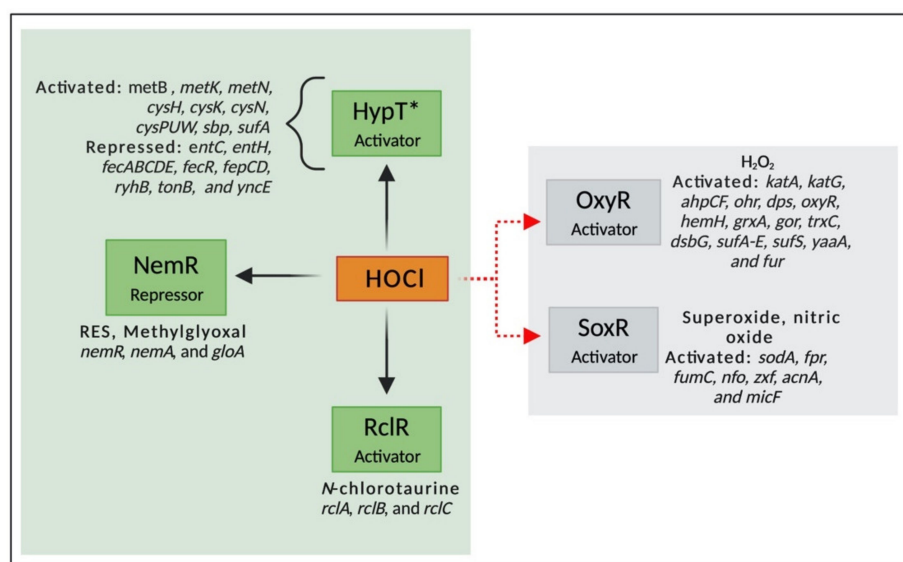 Activated: metB , metK, metN,
cysH, cysK, cysN,
cysPUW, sbp, sufA
Repressed: entC, entH,
fecABCDE, fecR, fepCD,
ryhB, tonB, and yncE
HypT*
Activator
NemR
Repressor
RES, Methylglyoxal
nemR, nemA, and gloA
HOCl
RclR
Activator
N-chlorotaurine
rclA, rclB, and rclC
OxyR
Activator
H₂O₂
Activated: katA, katG,
ahpCF, ohr, dps, oxyR,
hemH, grxA, gor, trxC,
dsbG, sufA-E, sufS, yaaA,
and fur
SoxR
Activator
Superoxide, nitric
oxide
Activated: sodA, fpr,
fumC, nfo, zxf, acnA,
and micF